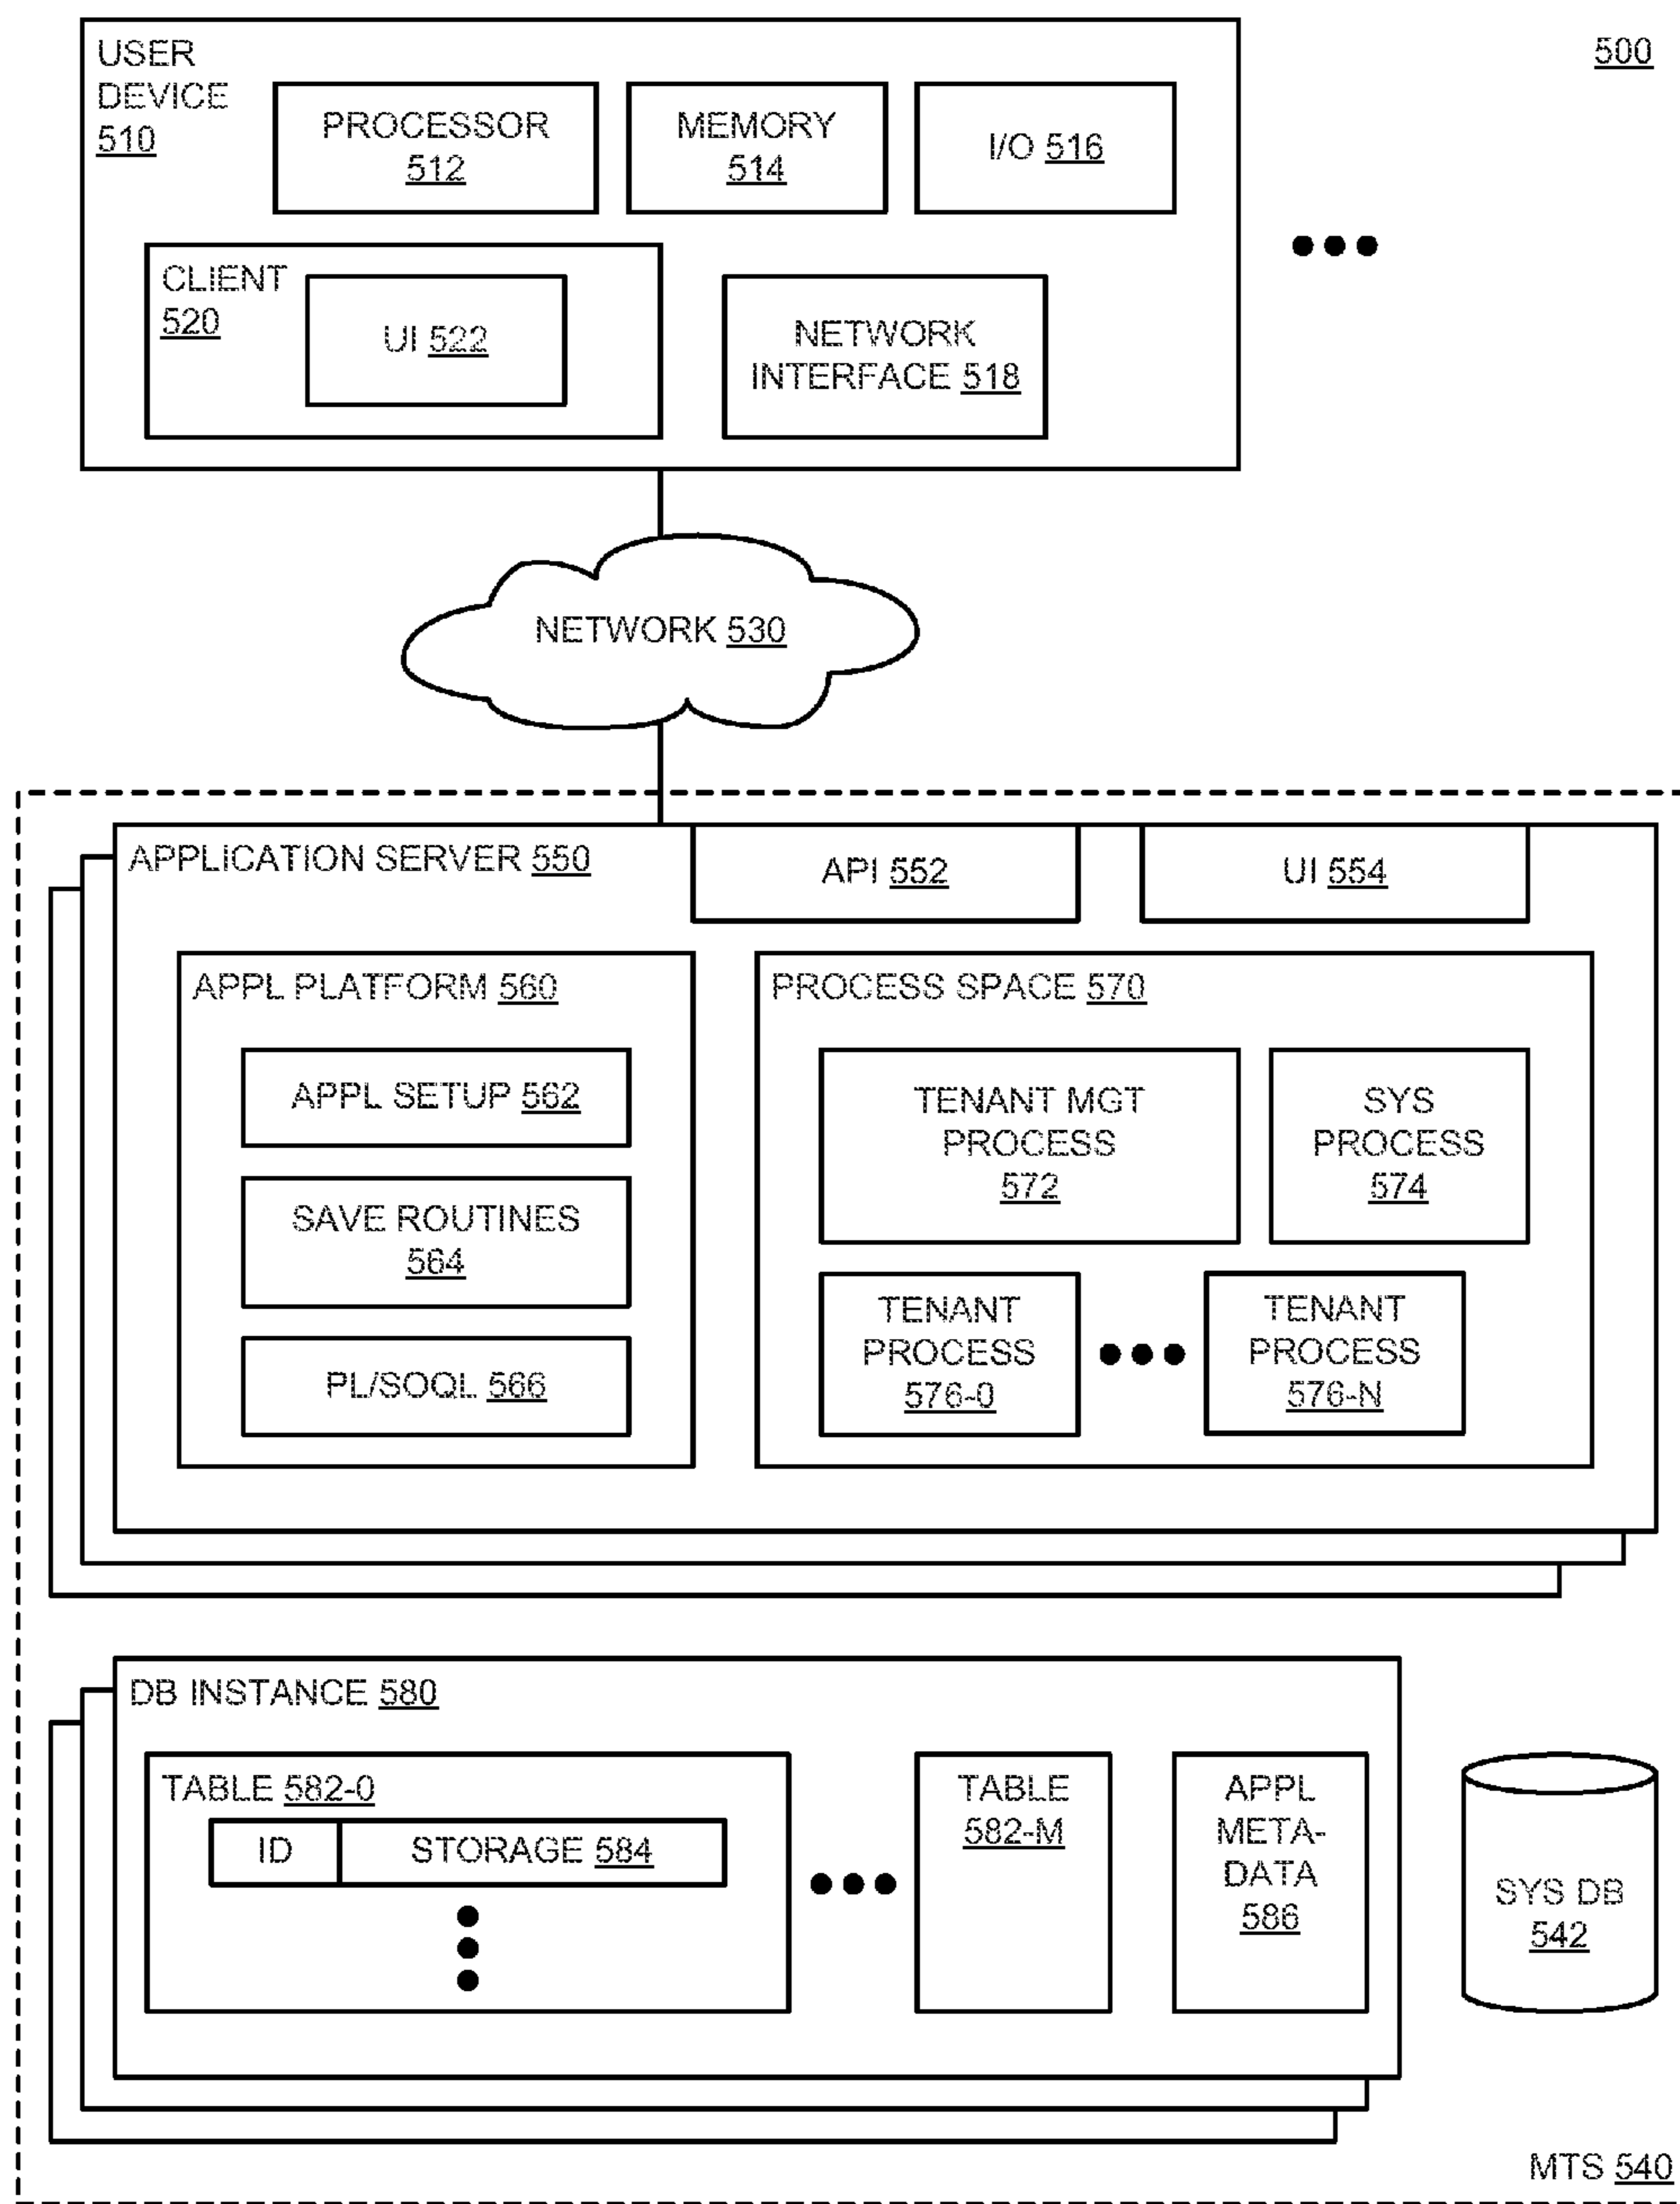 500
USER
DEVICE
510
PROCESSOR
512
MEMORY
514
I/O 516
CLIENT
520
UI 522
NETWORK
INTERFACE 518
NETWORK 530
APPLICATION SERVER 550
API 552
UI 554
APPL PLATFORM 560
APPL SETUP 562
SAVE ROUTINES
564
PL/SOQL 566
PROCESS SPACE 570
TENANT MGT
PROCESS
572
SYS
PROCESS
574
TENANT
PROCESS
576-0
TENANT
PROCESS
576-N
DB INSTANCE 580
TABLE 582-0
ID
STORAGE 584
TABLE
582-M
APPL
META-
DATA
586
SYS DB
542
MTS 540